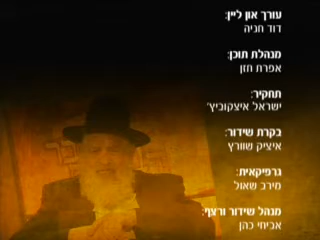 עורך און ליין:
דוד חניה
מנהלת תוכן:
אפרת חזן
תחקיר:
ישראל איצקוביץ'
בקרת שידור:
איציק שוורץ
גרפיקאית:
מירב שאול
מנהל שידור ורצף:
אביחי כהן